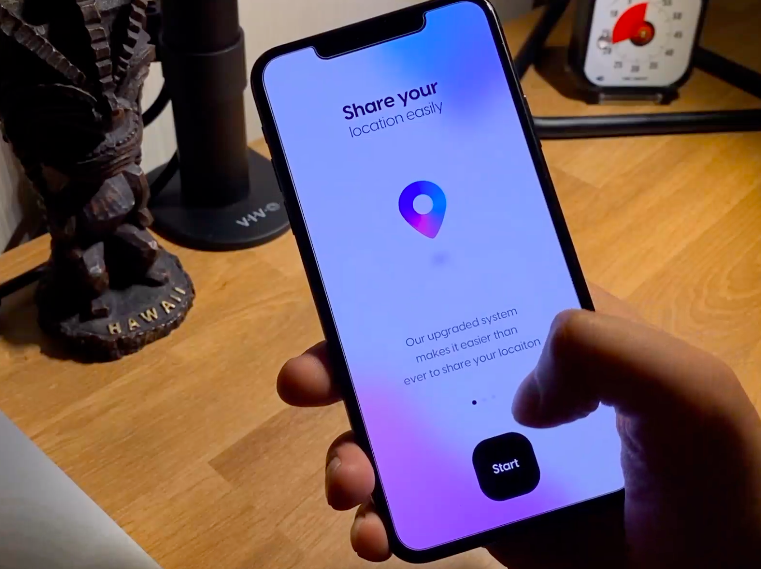 Share your
location easily
Our upgraded system
makes it easier than
ever to share your locaiton
Start
HAWAII